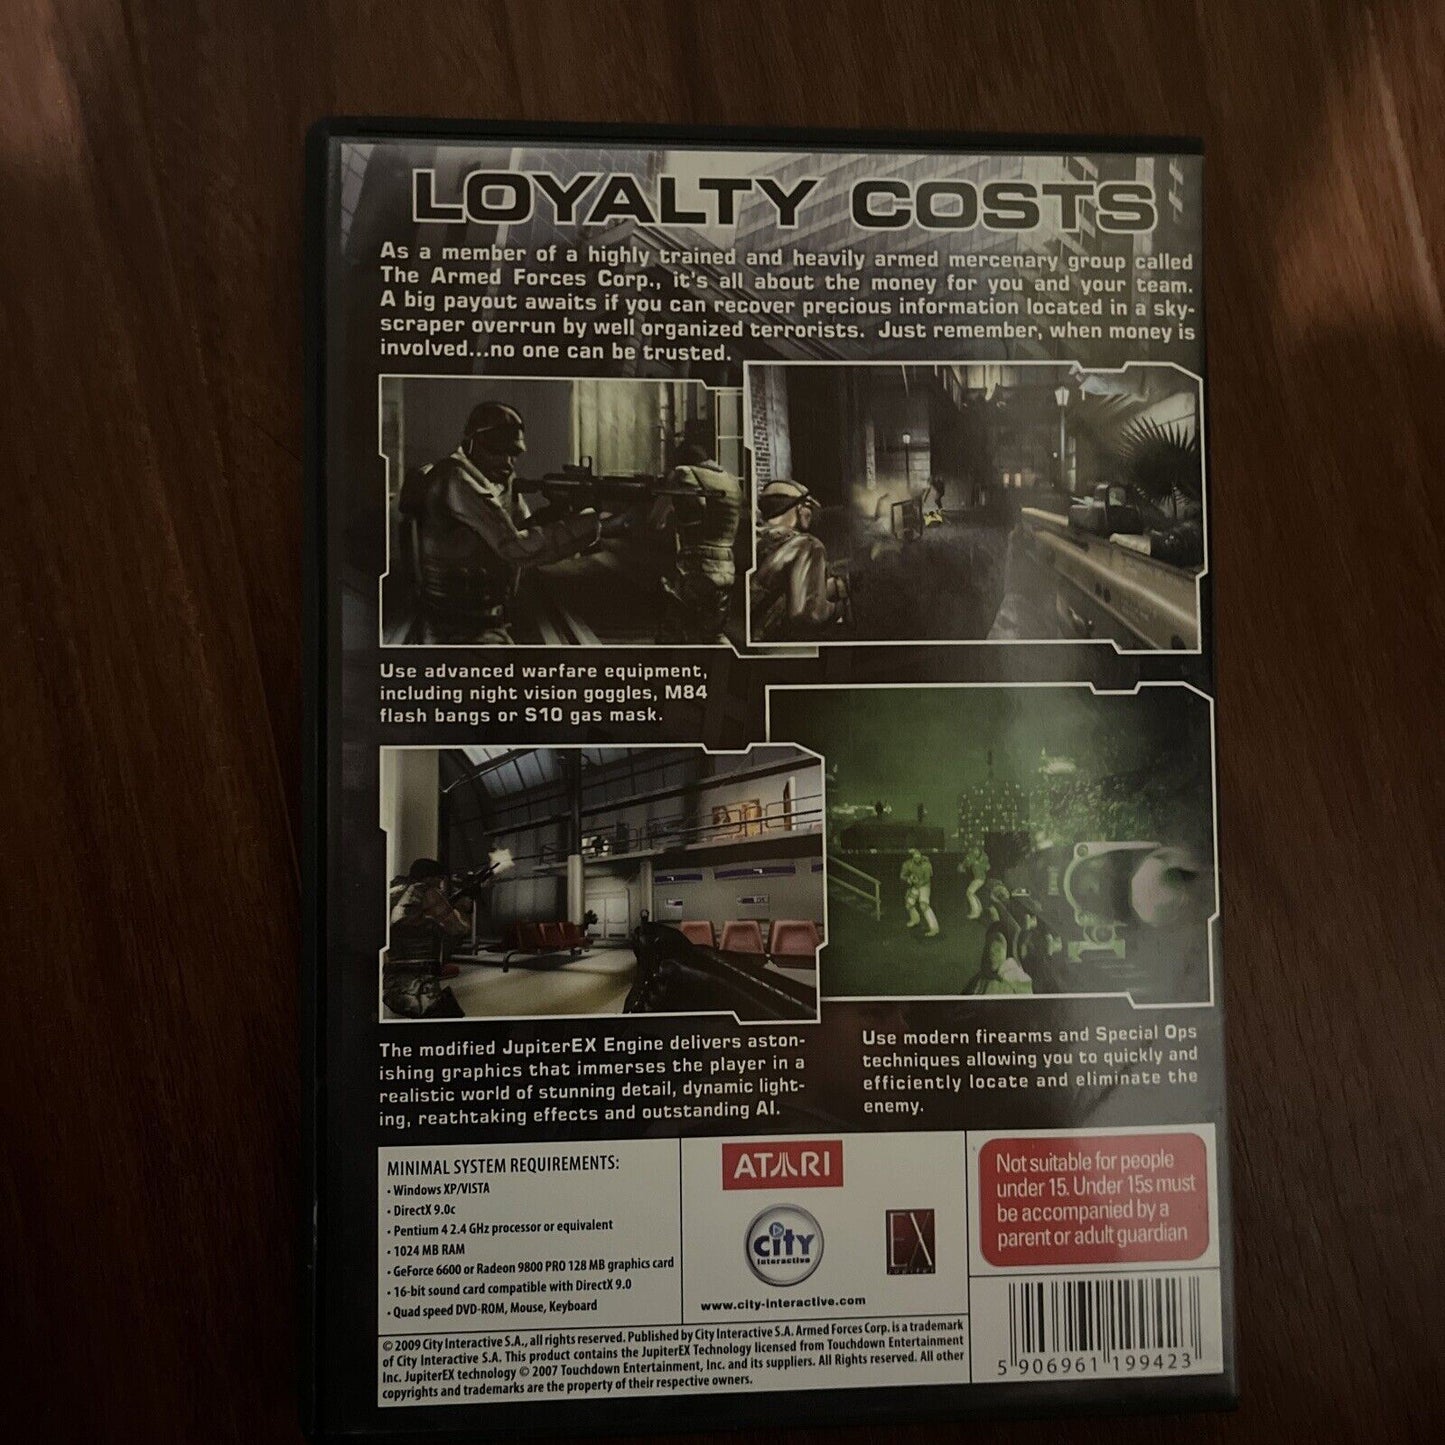 LOYALTY COSTS
As a member of a highly trained and heavily armed mercenary group called
The Armed Forces Corp., it's all about the money for you and your team.
A big payout awaits if you can recover precious information located in a sky-
scraper overrun by well organized terrorists. Just remember, when money is
involved...no one can be trusted.
Use advanced warfare equipment,
including night vision goggles, M84
flash bangs or S10 gas mask.
The modified JupiterEX Engine delivers aston-
ishing graphics that immerses the player in a
realistic world of stunning detail, dynamic light-
ing, reathtaking effects and outstanding AI.
Use modern firearms and Special Ops
techniques allowing you to quickly and
efficiently locate and eliminate the
enemy.
MINIMAL SYSTEM REQUIREMENTS:
• Windows XP/VISTA
• DirectX 9.0c
• Pentium 4 2.4 GHz processor or equivalent
• 1024 MB RAM
• GeForce 6600 or Radeon 9800 PRO 128 MB graphics card
• 16-bit sound card compatible with DirectX 9.0
• Quad speed DVD-ROM, Mouse, Keyboard
ATARI
city
interactive
EX
www.city-interactive.com
Not suitable for people
under 15. Under 15s must
be accompanied by a
parent or adult guardian
© 2009 City Interactive S.A., all rights reserved. Published by City Interactive S.A. Armed Forces Corp. is a trademark
of City Interactive S.A. This product contains the JupiterEX Technology licensed from Touchdown Entertainment
Inc. JupiterEX technology © 2007 Touchdown Entertainment, Inc. and its suppliers. All Rights reserved. All other
copyrights and trademarks are the property of their respective owners.
5 906961 199423